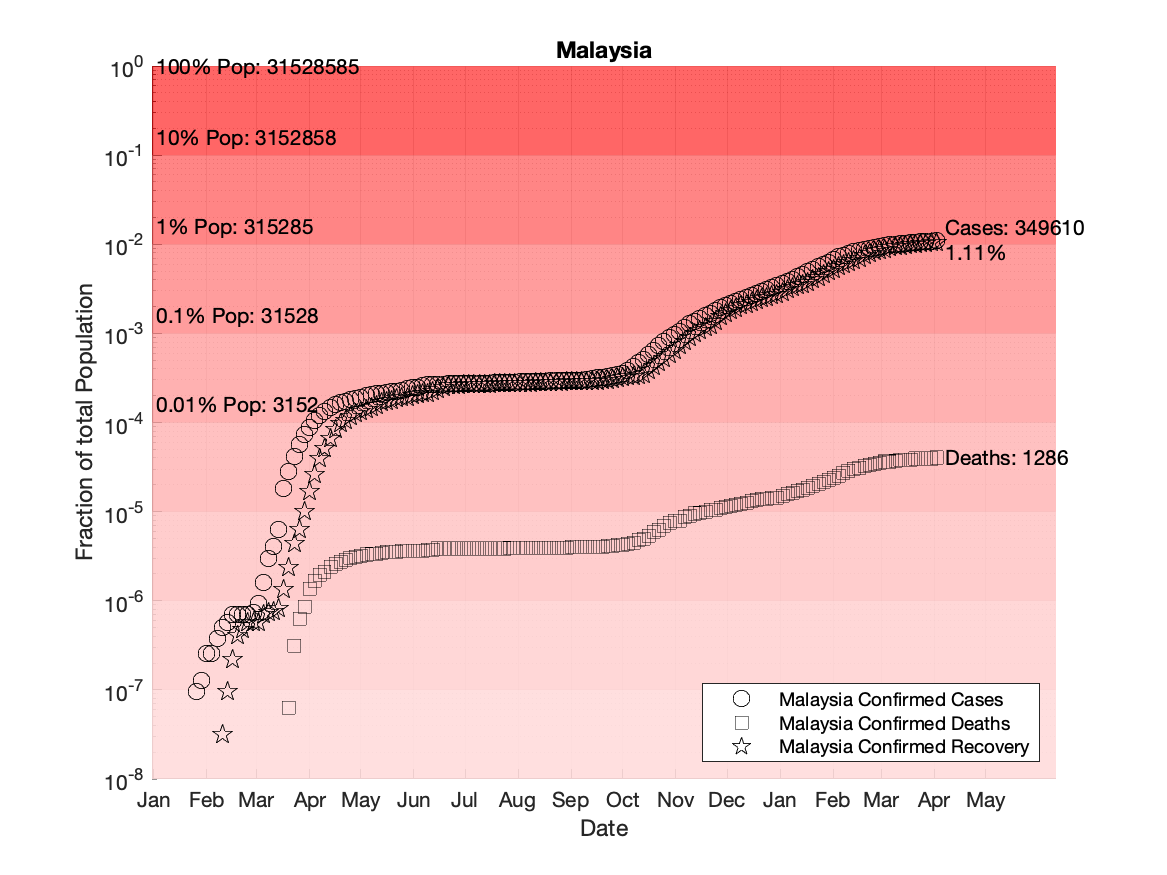 Malaysia
Fraction of total Population
10^0
10^-1
10^-2
10^-3
10^-4
10^-5
10^-6
10^-7
10^-8
100% Pop: 31528585
10% Pop: 3152858
1% Pop: 315285
0.1% Pop: 31528
0.01% Pop: 3152
Cases: 349610
1.11%
Deaths: 1286
Malaysia Confirmed Cases
Malaysia Confirmed Deaths
Malaysia Confirmed Recovery
Jan Feb Mar Apr May Jun Jul Aug Sep Oct Nov Dec Jan Feb Mar Apr May
Date